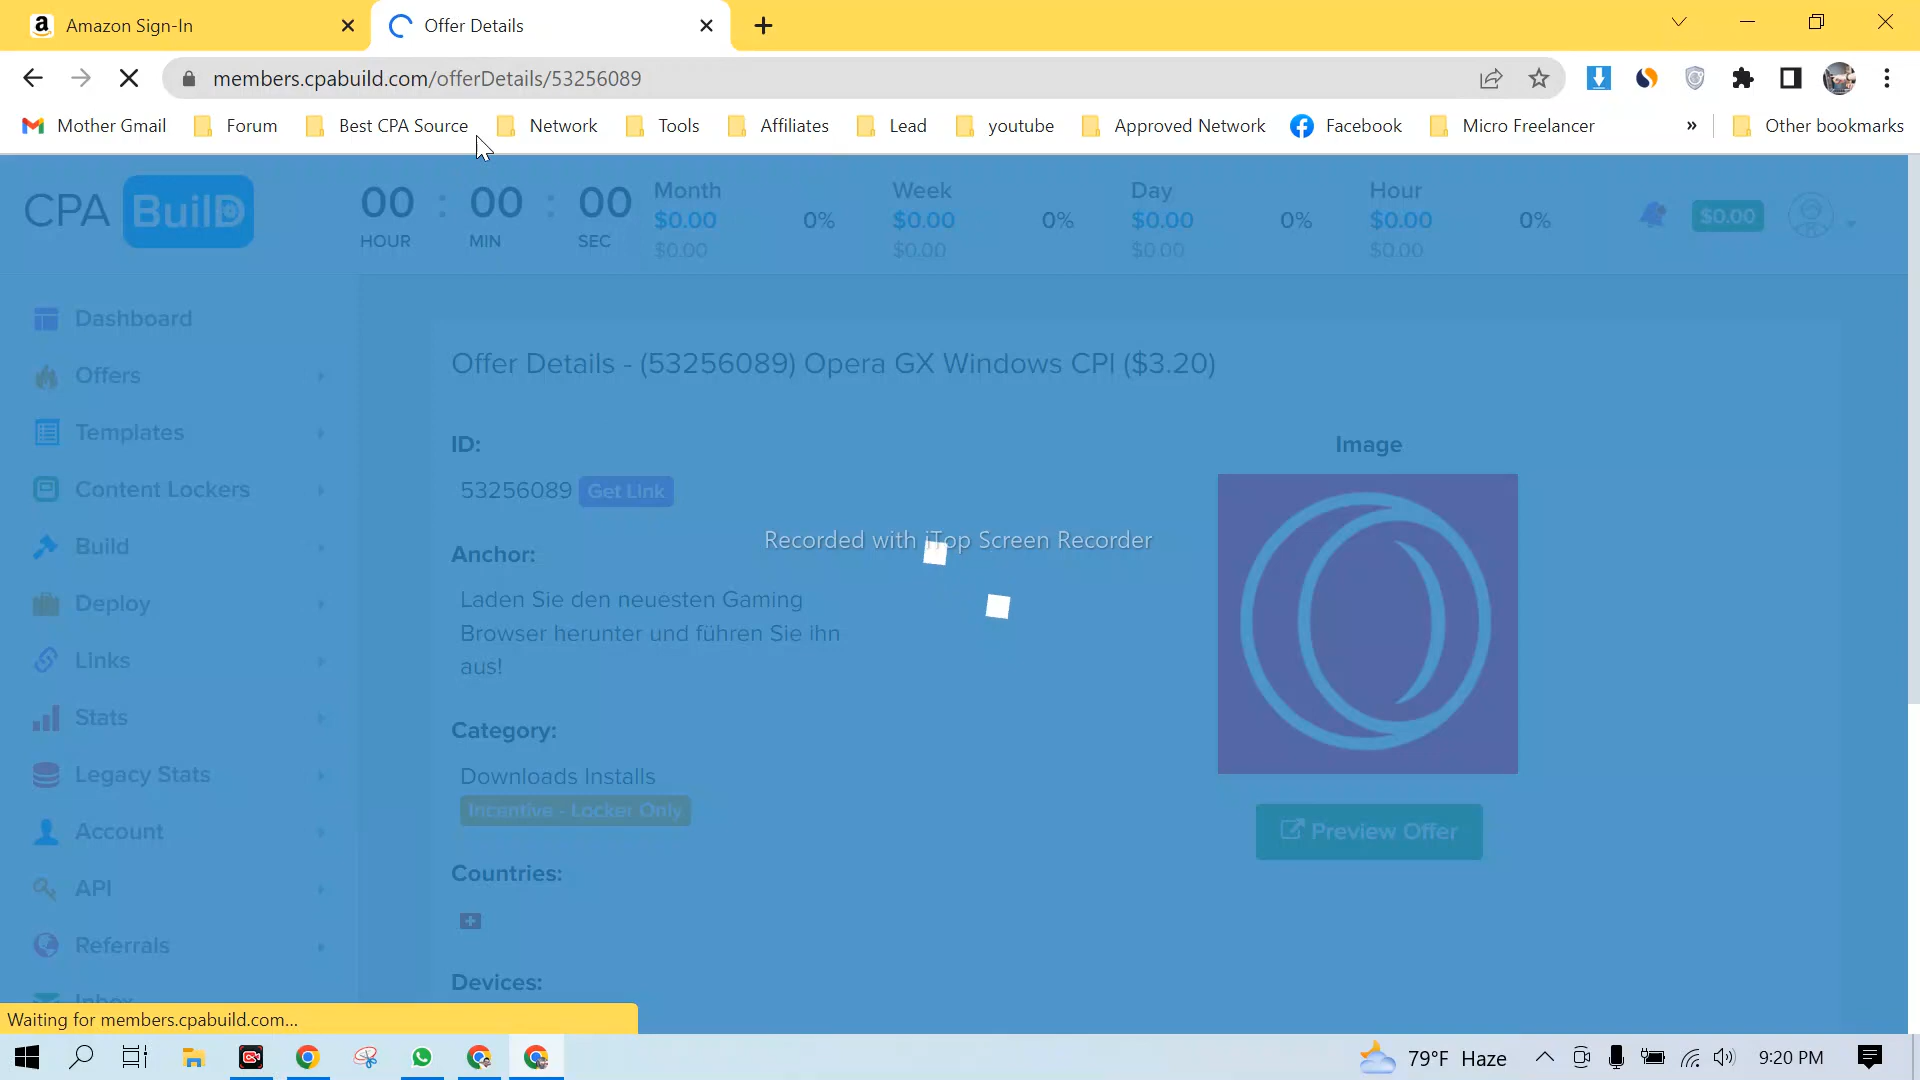 Amazon Sign-In
Offer Details
members.cpabuild.com/offerDetails/53256089
Mother Gmail
Forum
Best CPA Source
Network
Tools
Affiliates
Lead
youtube
Approved Network
Facebook
Micro Freelancer
»
Other bookmarks
CPA BuilD
00 : 00 : 00
HOUR MIN SEC
Month
$0.00 0%
$0.00
Week
$0.00 0%
$0.00
Day
$0.00 0%
$0.00
Hour
$0.00 0%
$0.00
$0.00
Dashboard
Offers
Templates
Content Lockers
Build
Deploy
Links
Stats
Legacy Stats
Account
API
Referrals
Inbox
Offer Details - (53256089) Opera GX Windows CPI ($3.20)
ID:
53256089 Get Link
Anchor:
Laden Sie den neuesten Gaming
Browser herunter und führen Sie ihn
aus!
Category:
Downloads Installs
Incentive - Locker Only
Countries:
Devices:
Image
Preview Offer
Recorded with iTop Screen Recorder
Waiting for members.cpabuild.com...
79°F Haze
9:20 PM